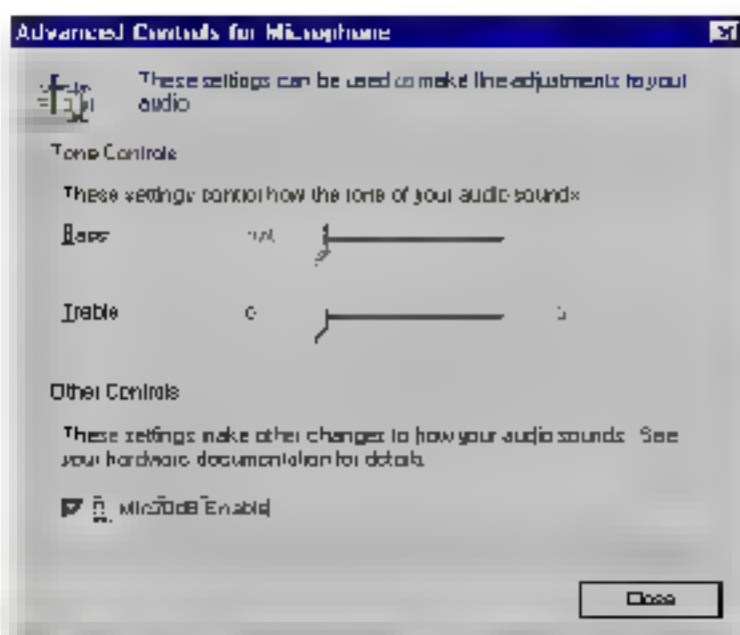 Advanced Controls for Microphone
These settings can be used to make fine adjustments to your
audio
Tone Controls
These settings control how the tone of your audio sounds
Bass
Treble
Other Controls
These settings make other changes to how your audio sounds. See
your hardware documentation for details
Enable
Close